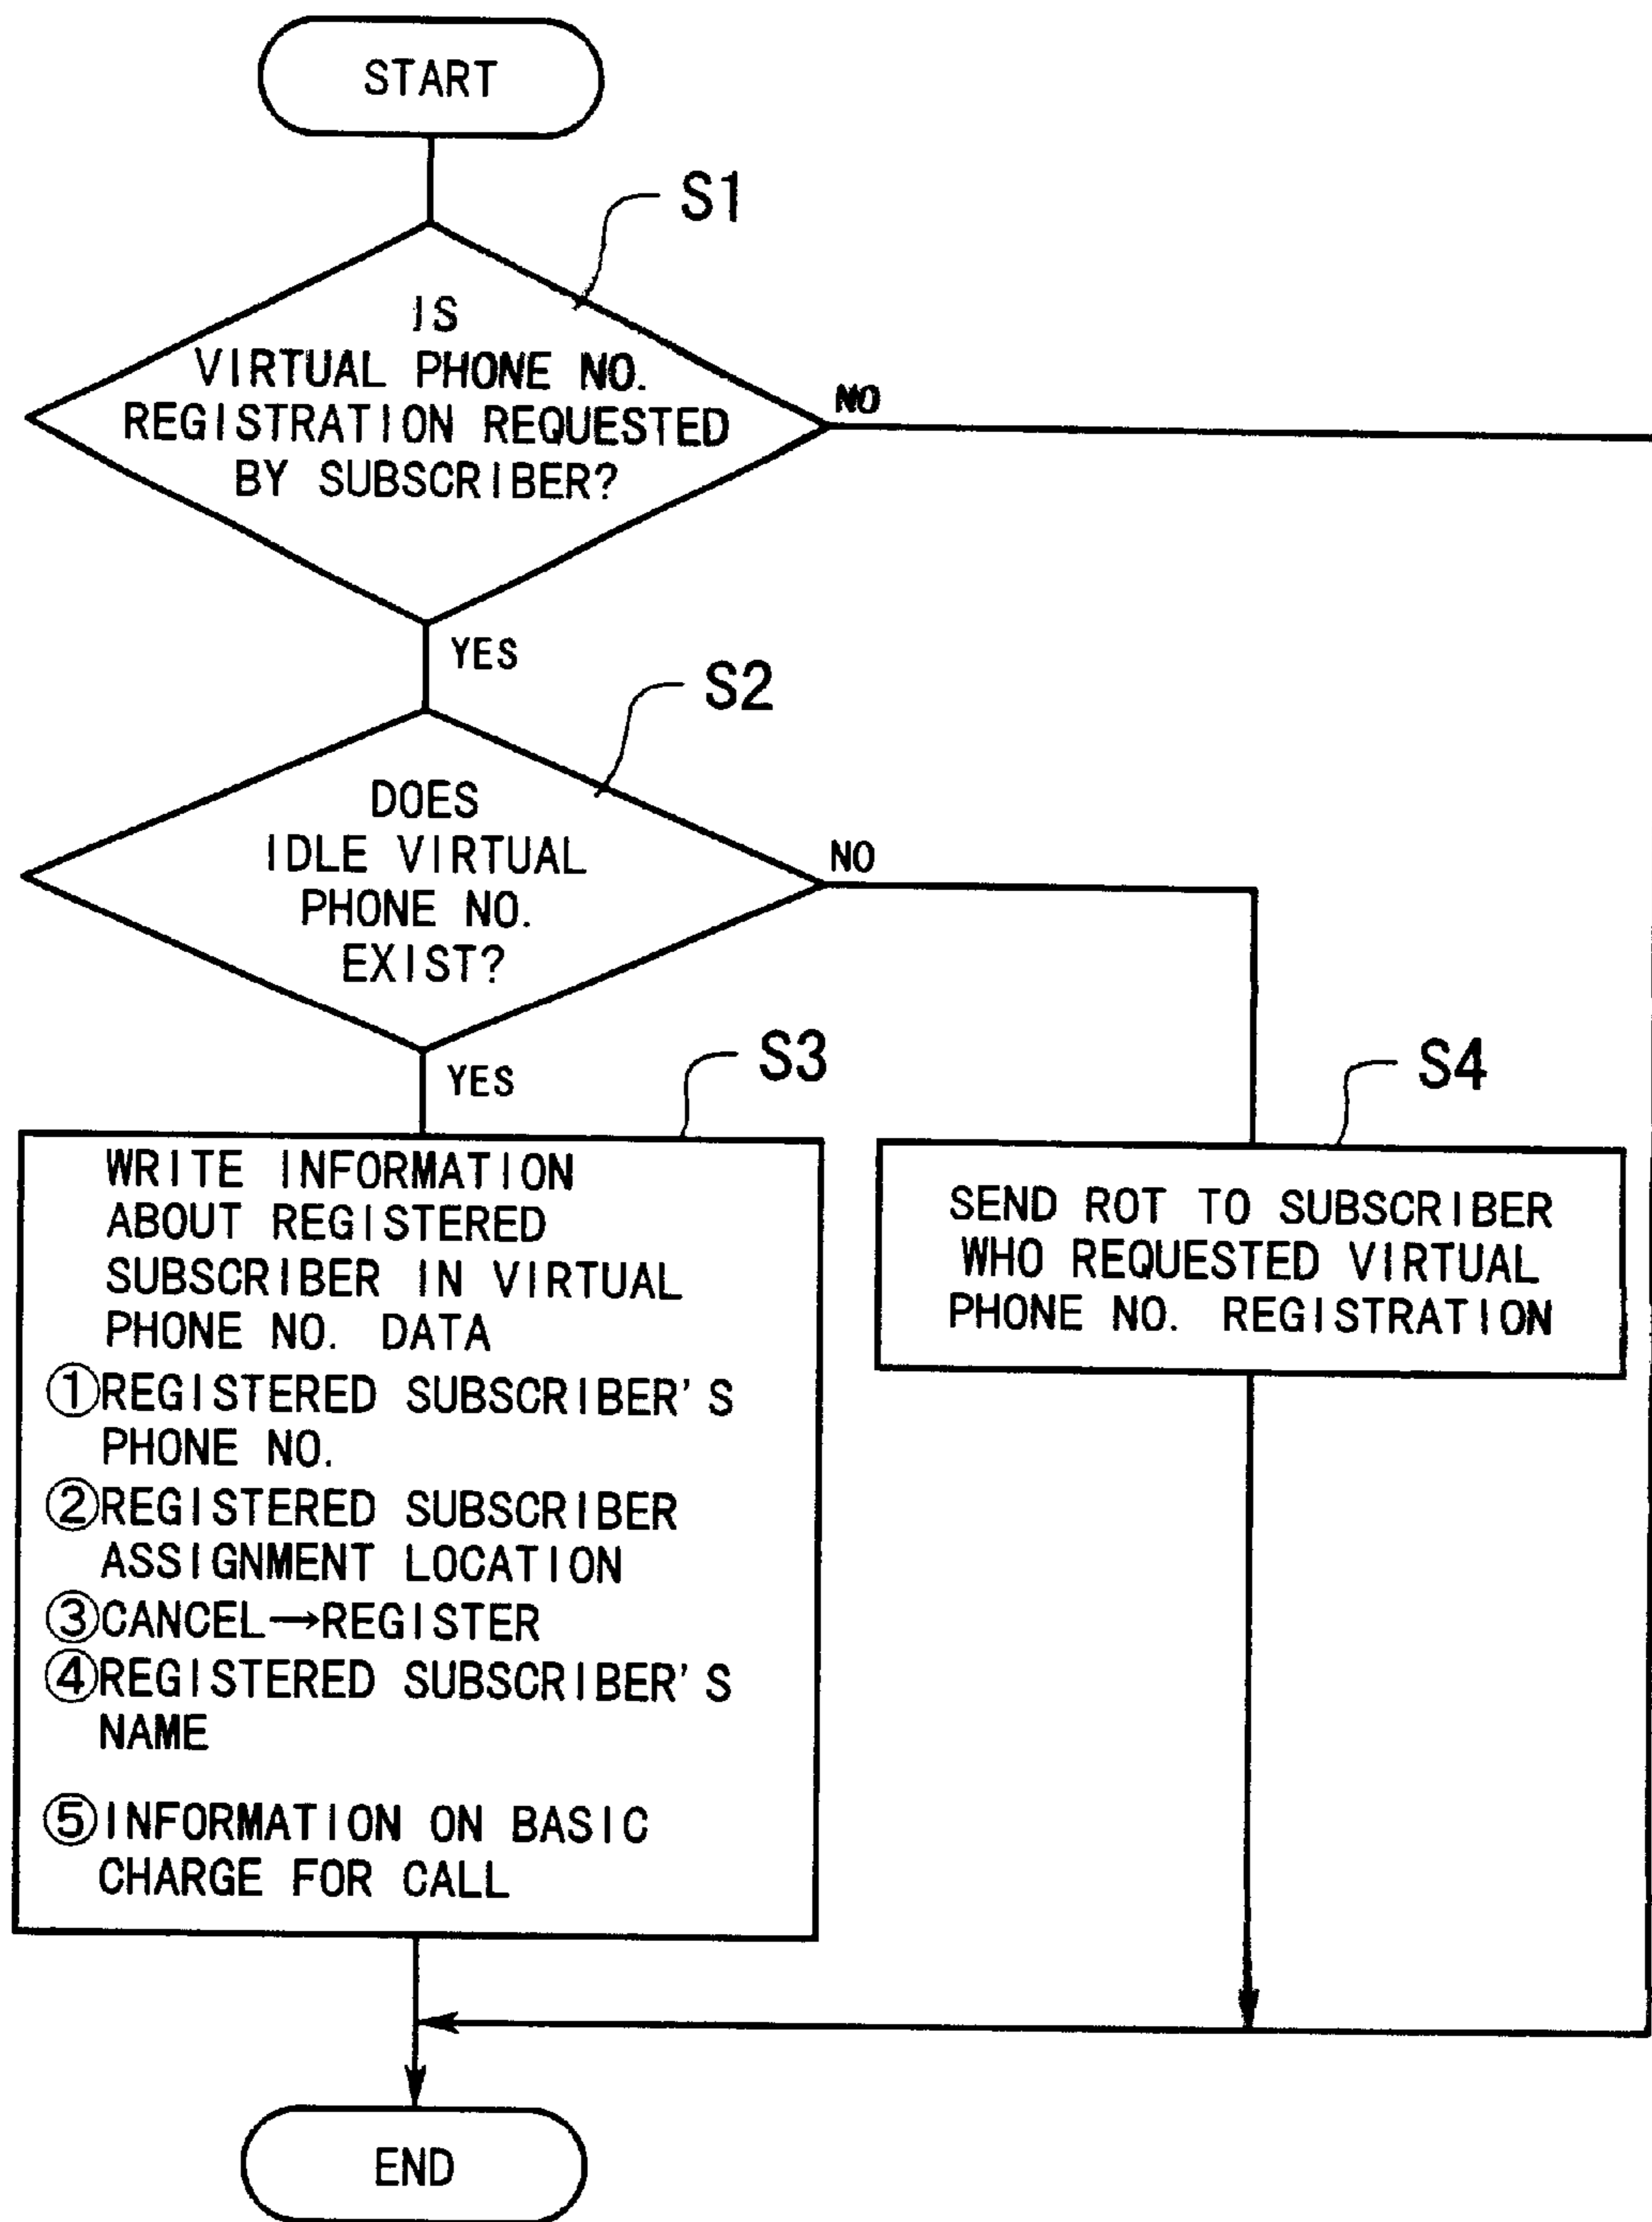 START
S1
IS
VIRTUAL PHONE NO.
REGISTRATION REQUESTED
BY SUBSCRIBER?
NO
YES
S2
DOES
IDLE VIRTUAL
PHONE NO.
EXIST?
NO
YES
S3
WRITE INFORMATION
ABOUT REGISTERED
SUBSCRIBER IN VIRTUAL
PHONE NO. DATA
①REGISTERED SUBSCRIBER'S
PHONE NO.
②REGISTERED SUBSCRIBER
ASSIGNMENT LOCATION
③CANCEL→REGISTER
④REGISTERED SUBSCRIBER'S
NAME
⑤INFORMATION ON BASIC
CHARGE FOR CALL
S4
SEND ROT TO SUBSCRIBER
WHO REQUESTED VIRTUAL
PHONE NO. REGISTRATION
END